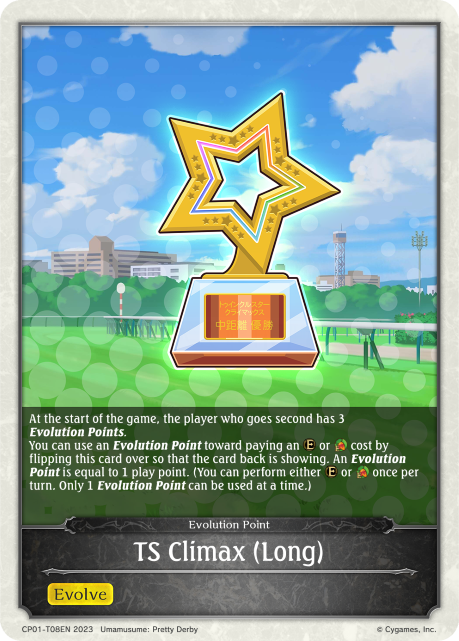 トゥインクルスター
クライマックス
中距離 優勝
At the start of the game, the player who goes second has 3
Evolution Points.
You can use an Evolution Point toward paying an E or cost by
flipping this card over so that the card back is showing. An Evolution
Point is equal to 1 play point. (You can perform either E or once per
turn. Only 1 Evolution Point can be used at a time.)
Evolution Point
TS Climax (Long)
Evolve
CP01-T08EN 2023 Umamusume: Pretty Derby
© Cygames, Inc.